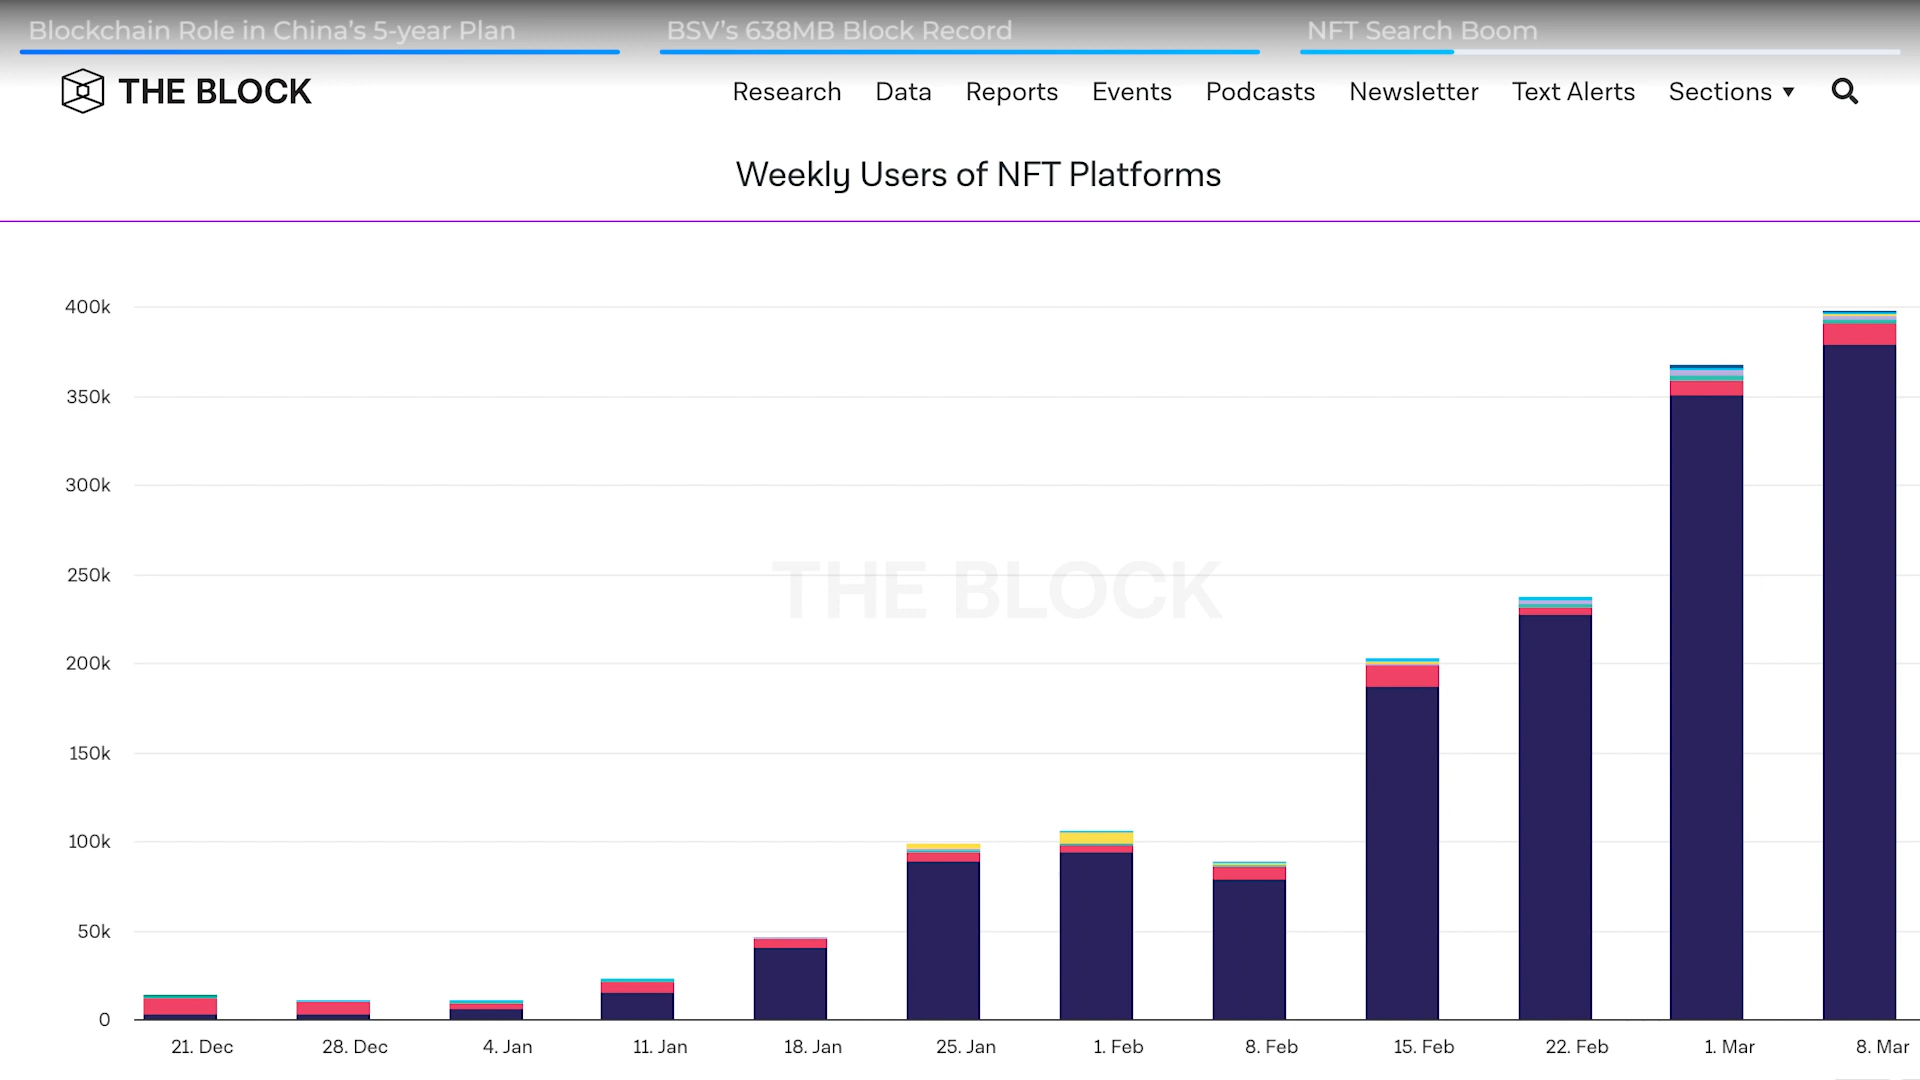 Blockchain Role in China's 5-year Plan
BSV's 638MB Block Record
NFT Search Boom
THE BLOCK
Research Data Reports Events Podcasts Newsletter Text Alerts Sections
Weekly Users of NFT Platforms
400k
350k
300k
250k
200k
150k
100k
50k
0
THE BLOCK
21. Dec 28. Dec 4. Jan 11. Jan 18. Jan 25. Jan 1. Feb 8. Feb 15. Feb 22. Feb 1. Mar 8. Mar